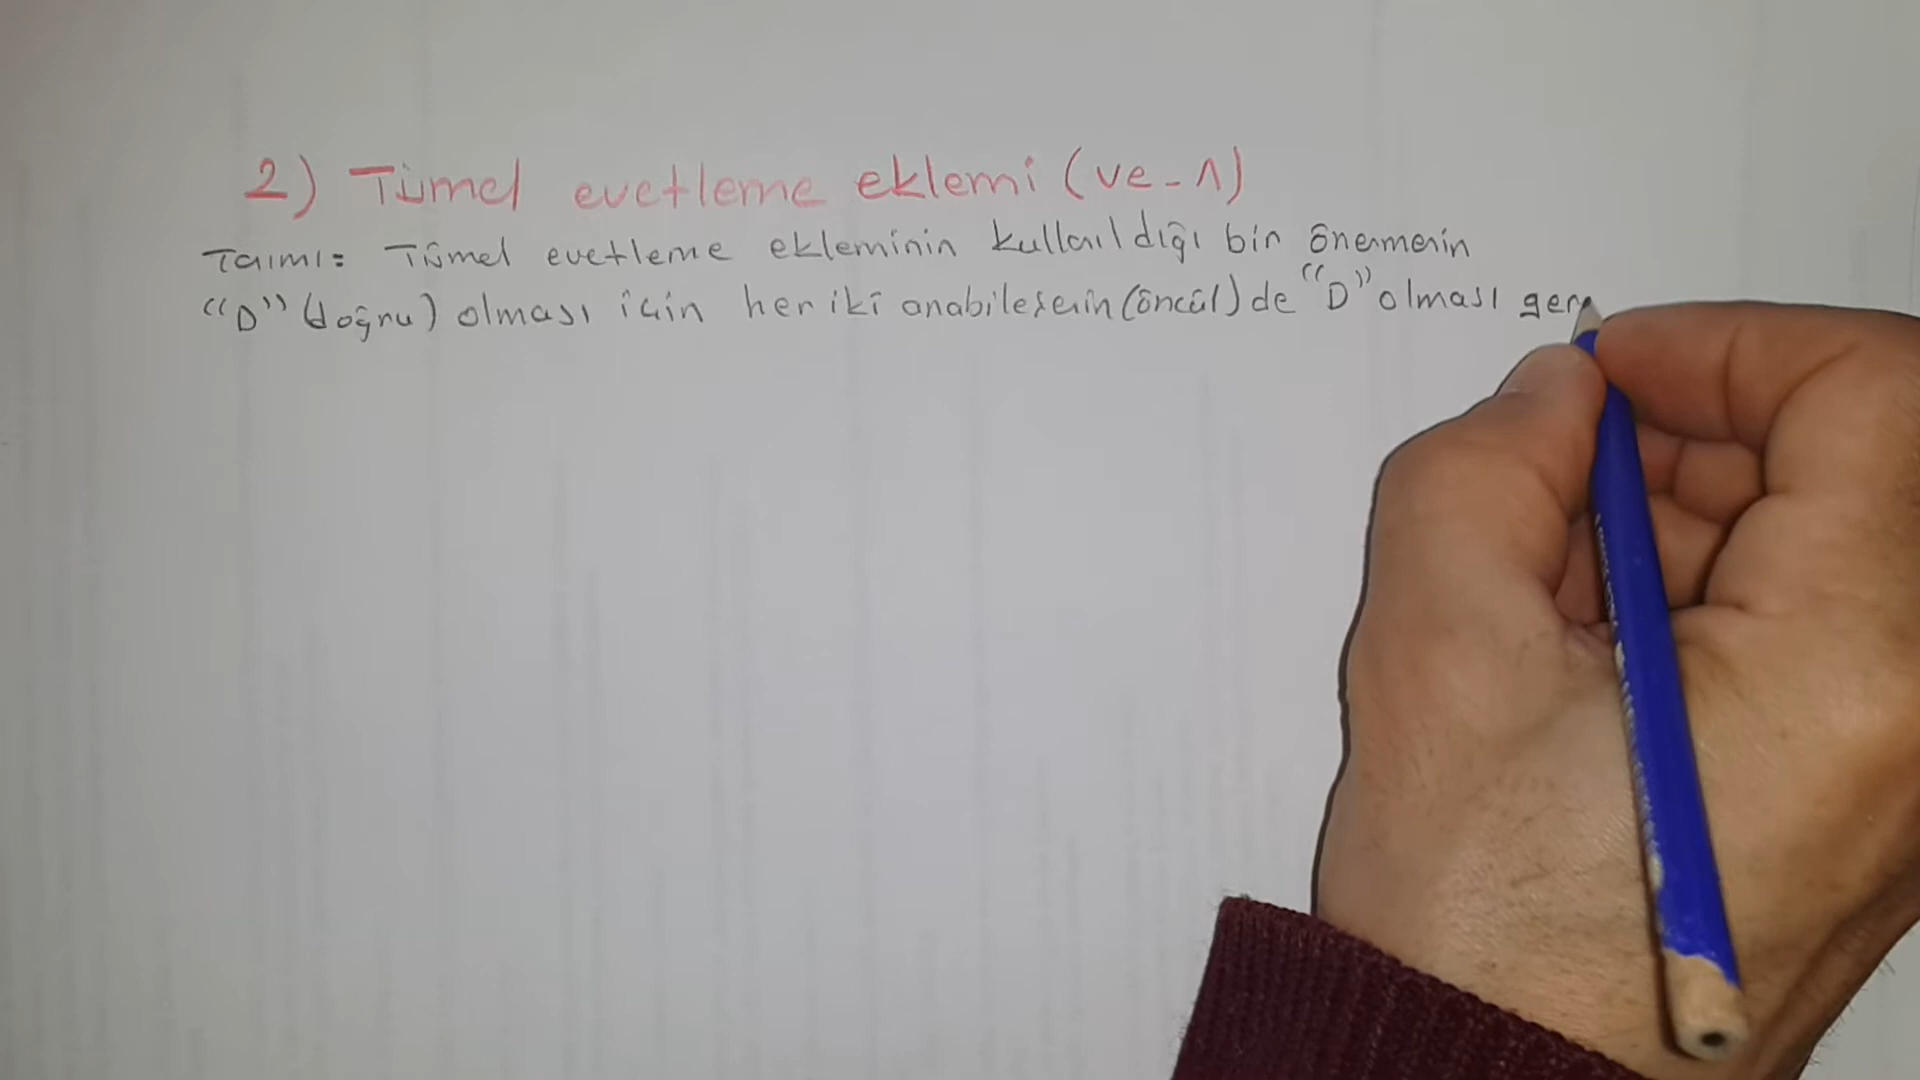 2) Tümel evetleme eklemi (ve-Λ)
Tanımı: Tümel evetleme ekleminin kullanıldığı bir önermenin
"D" (doğru) olması için her iki anabileşenin (öncül) de "D" olması ger